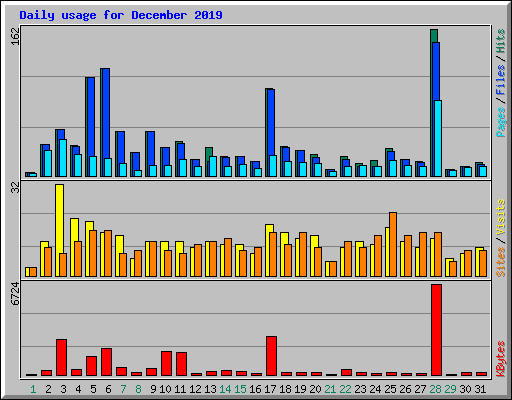 Daily usage for December 2019
162
Pages / Files / Hits
32
Sites / Visits
6724
KBytes
1 2 3 4 5 6 7 8 9 10 11 12 13 14 15 16 17 18 19 20 21 22 23 24 25 26 27 28 29 30 31